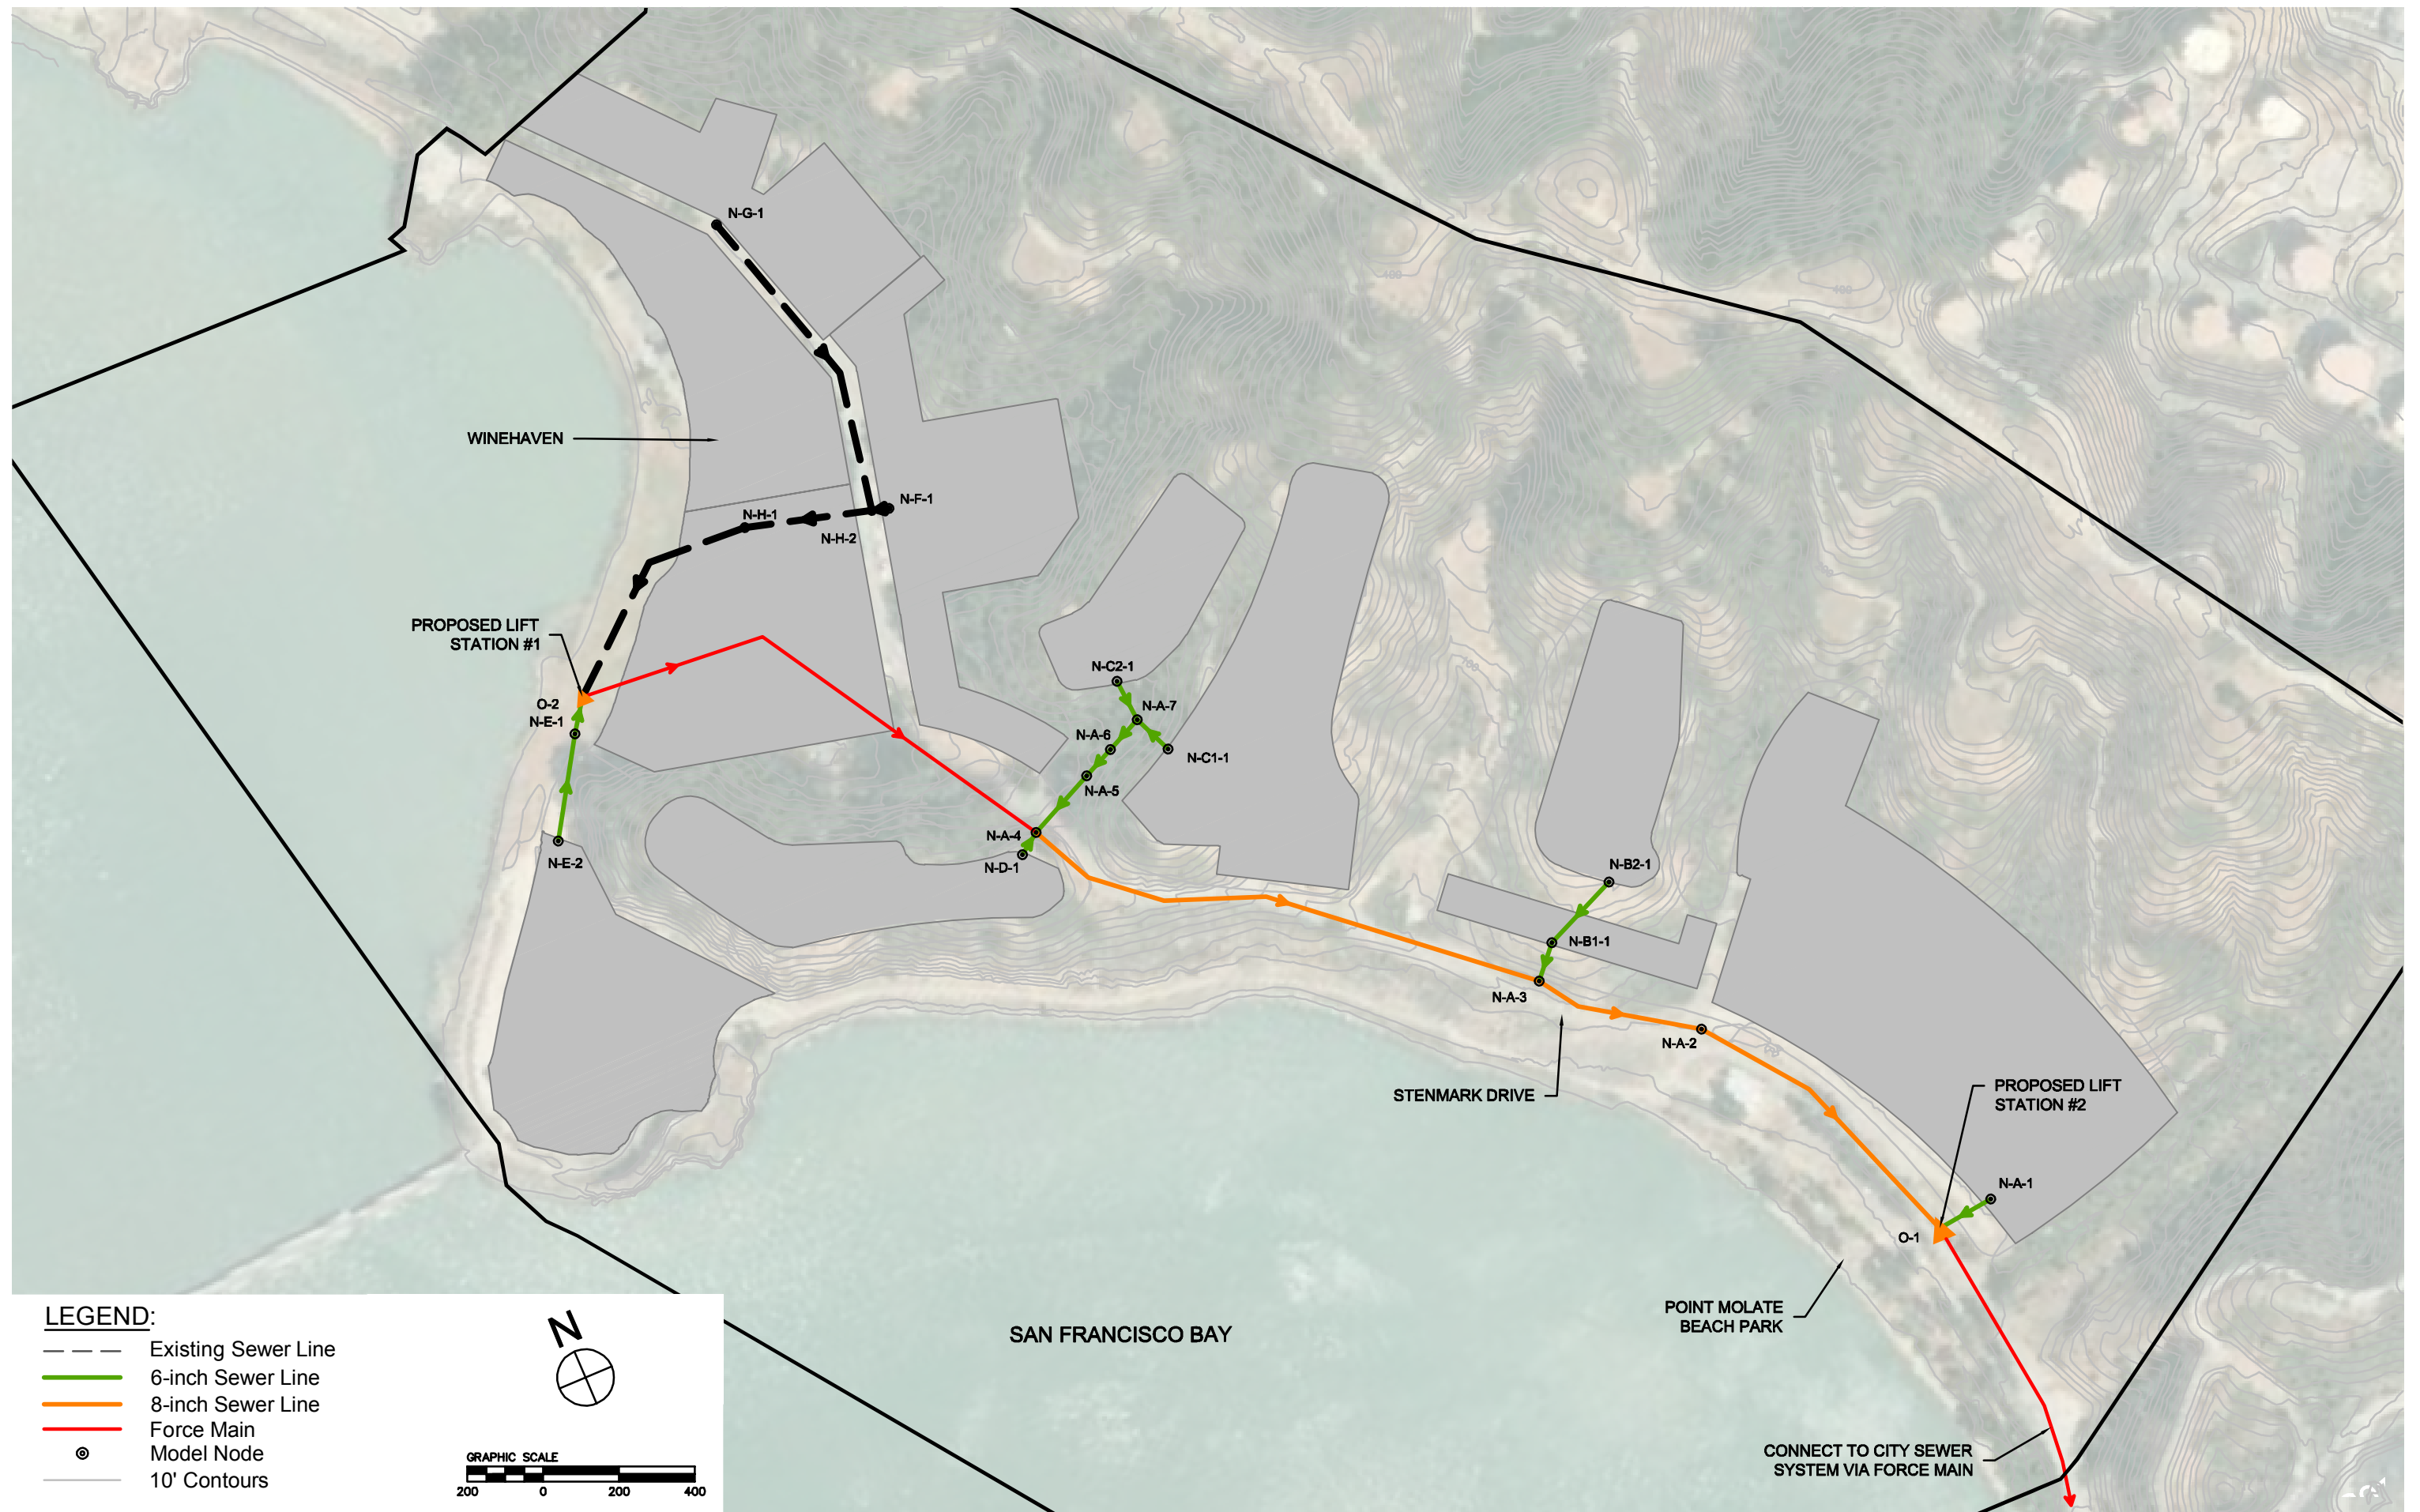 N-G-1
400
400
WINEHAVEN
N-F-1
N-H-1
N-H-2
PROPOSED LIFT
STATION #1
N-C2-1
O-2
N-A-7
N-E-1
N-A-6
N-C1-1
N-A-5
N-A-4
N-E-2
N-D-1
N-B2-1
N-B1-1
N-A-3
N-A-2
STENMARK DRIVE
PROPOSED LIFT
STATION #2
N-A-1
O-1
POINT MOLATE
BEACH PARK
SAN FRANCISCO BAY
CONNECT TO CITY SEWER
SYSTEM VIA FORCE MAIN
LEGEND:
Existing Sewer Line
6-inch Sewer Line
8-inch Sewer Line
Force Main
Model Node
10' Contours
N
GRAPHIC SCALE
200 0 200 400